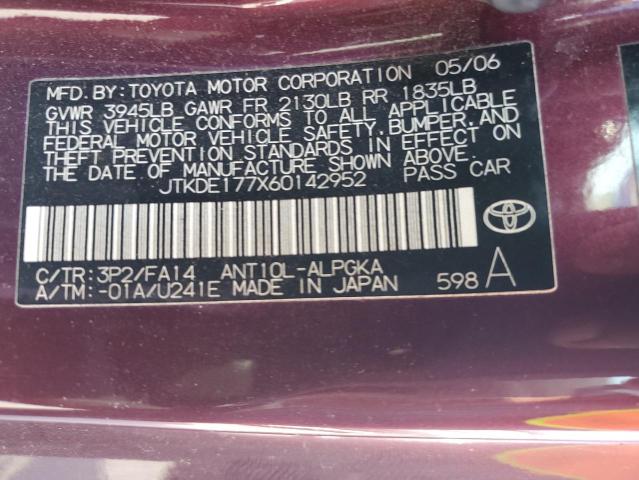 MFD.BY:TOYOTA MOTOR CORPORATION 05/06
GVWR 3945LB GAWR FR 2130LB RR 1835LB
THIS VEHICLE CONFORMS TO ALL APPLICABLE
FEDERAL MOTOR VEHICLE SAFETY,BUMPER,AND
THEFT PREVENTION STANDARDS IN EFFECT ON
THE DATE OF MANUFACTURE SHOWN ABOVE.
JTKDE177X60142952 PASS CAR
C/TR:3P2/FA14 ANT10L-ALPGKA
A/TM:-01A/U241E MADE IN JAPAN 598 A